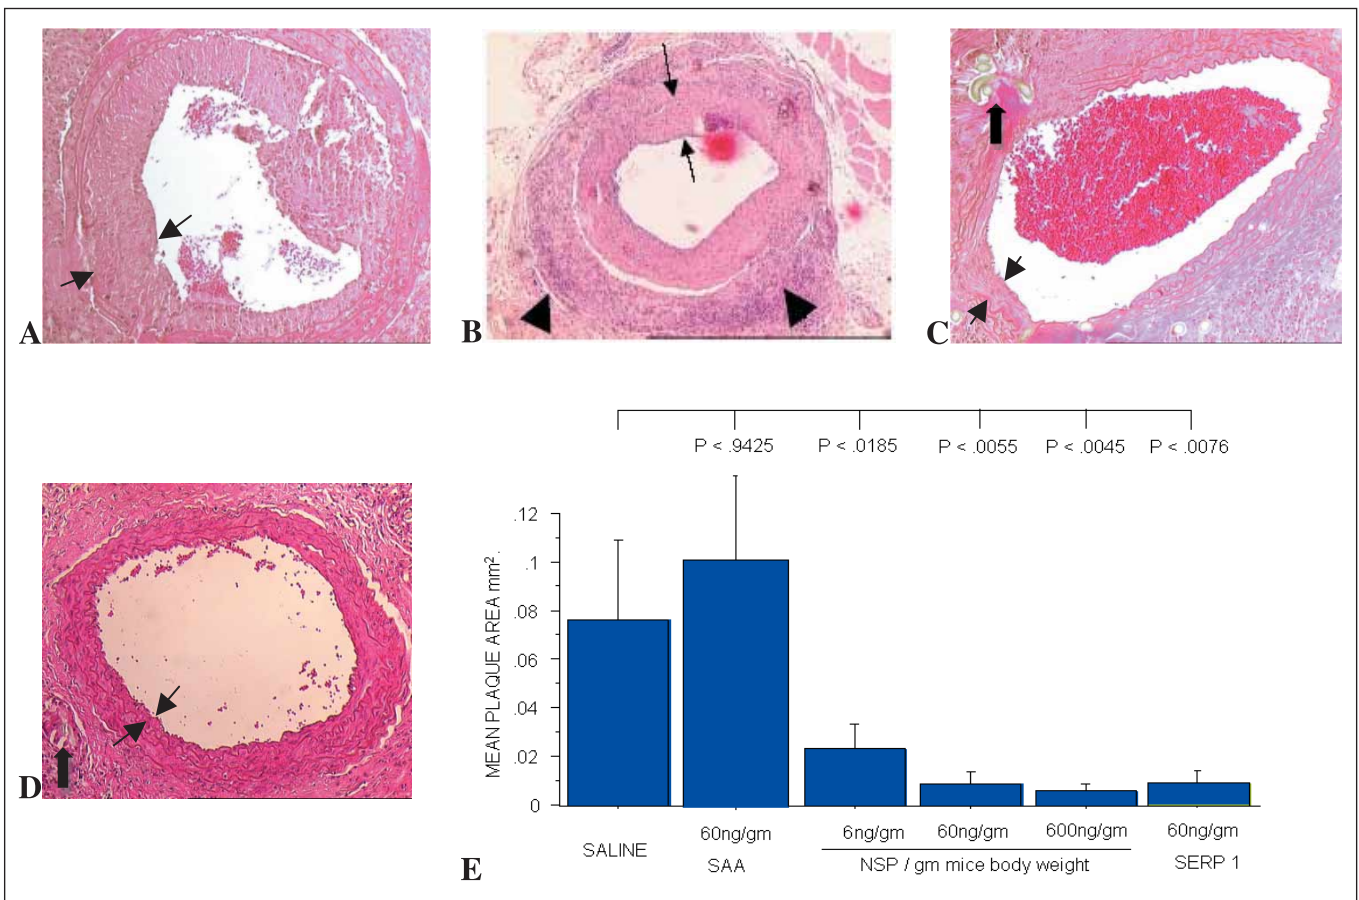 A
B
C
D
P < .9425 P < .0185 P < .0055 P < .0045 P < .0076
MEAN PLAQUE AREA mm².
.12
.1
.08
.06
.04
.02
0
SALINE
60ng/gm
SAA
6ng/gm 60ng/gm 600ng/gm
NSP / gm mice body weight
60ng/gm
SERP 1
E